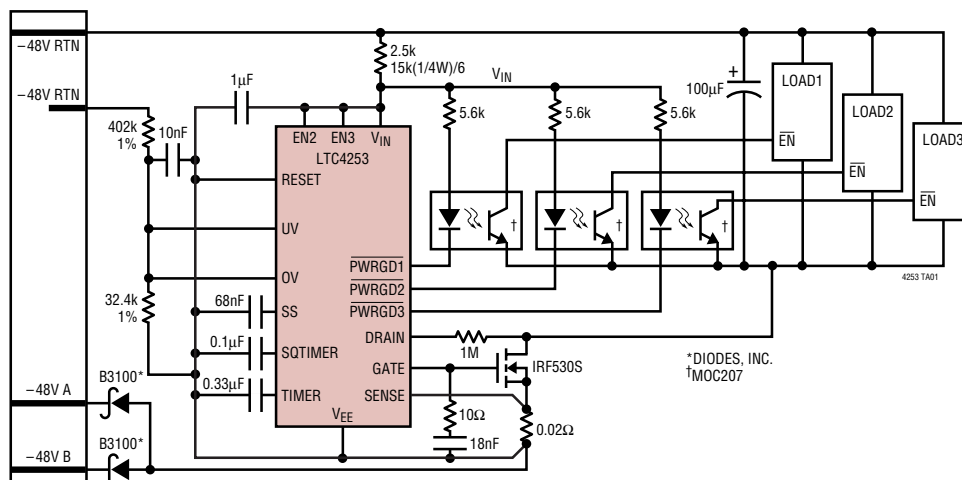 −48V RTN
−48V RTN
2.5k
15k(1/4W)/6
1µF
V_IN
402k
1%
10nF
5.6k
5.6k
5.6k
+
100µF
LOAD1
EN
LOAD2
EN
LOAD3
EN
EN2 EN3 V_IN
LTC4253
RESET
UV
OV
SS
SQTIMER
TIMER
V_EE
PWRGD1
PWRGD2
PWRGD3
DRAIN
GATE
SENSE
†
†
†
32.4k
1%
68nF
0.1µF
0.33µF
1M
IRF530S
10Ω
18nF
0.02Ω
−48V A
B3100*
−48V B
B3100*
*DIODES, INC.
†MOC207
4253 TA01